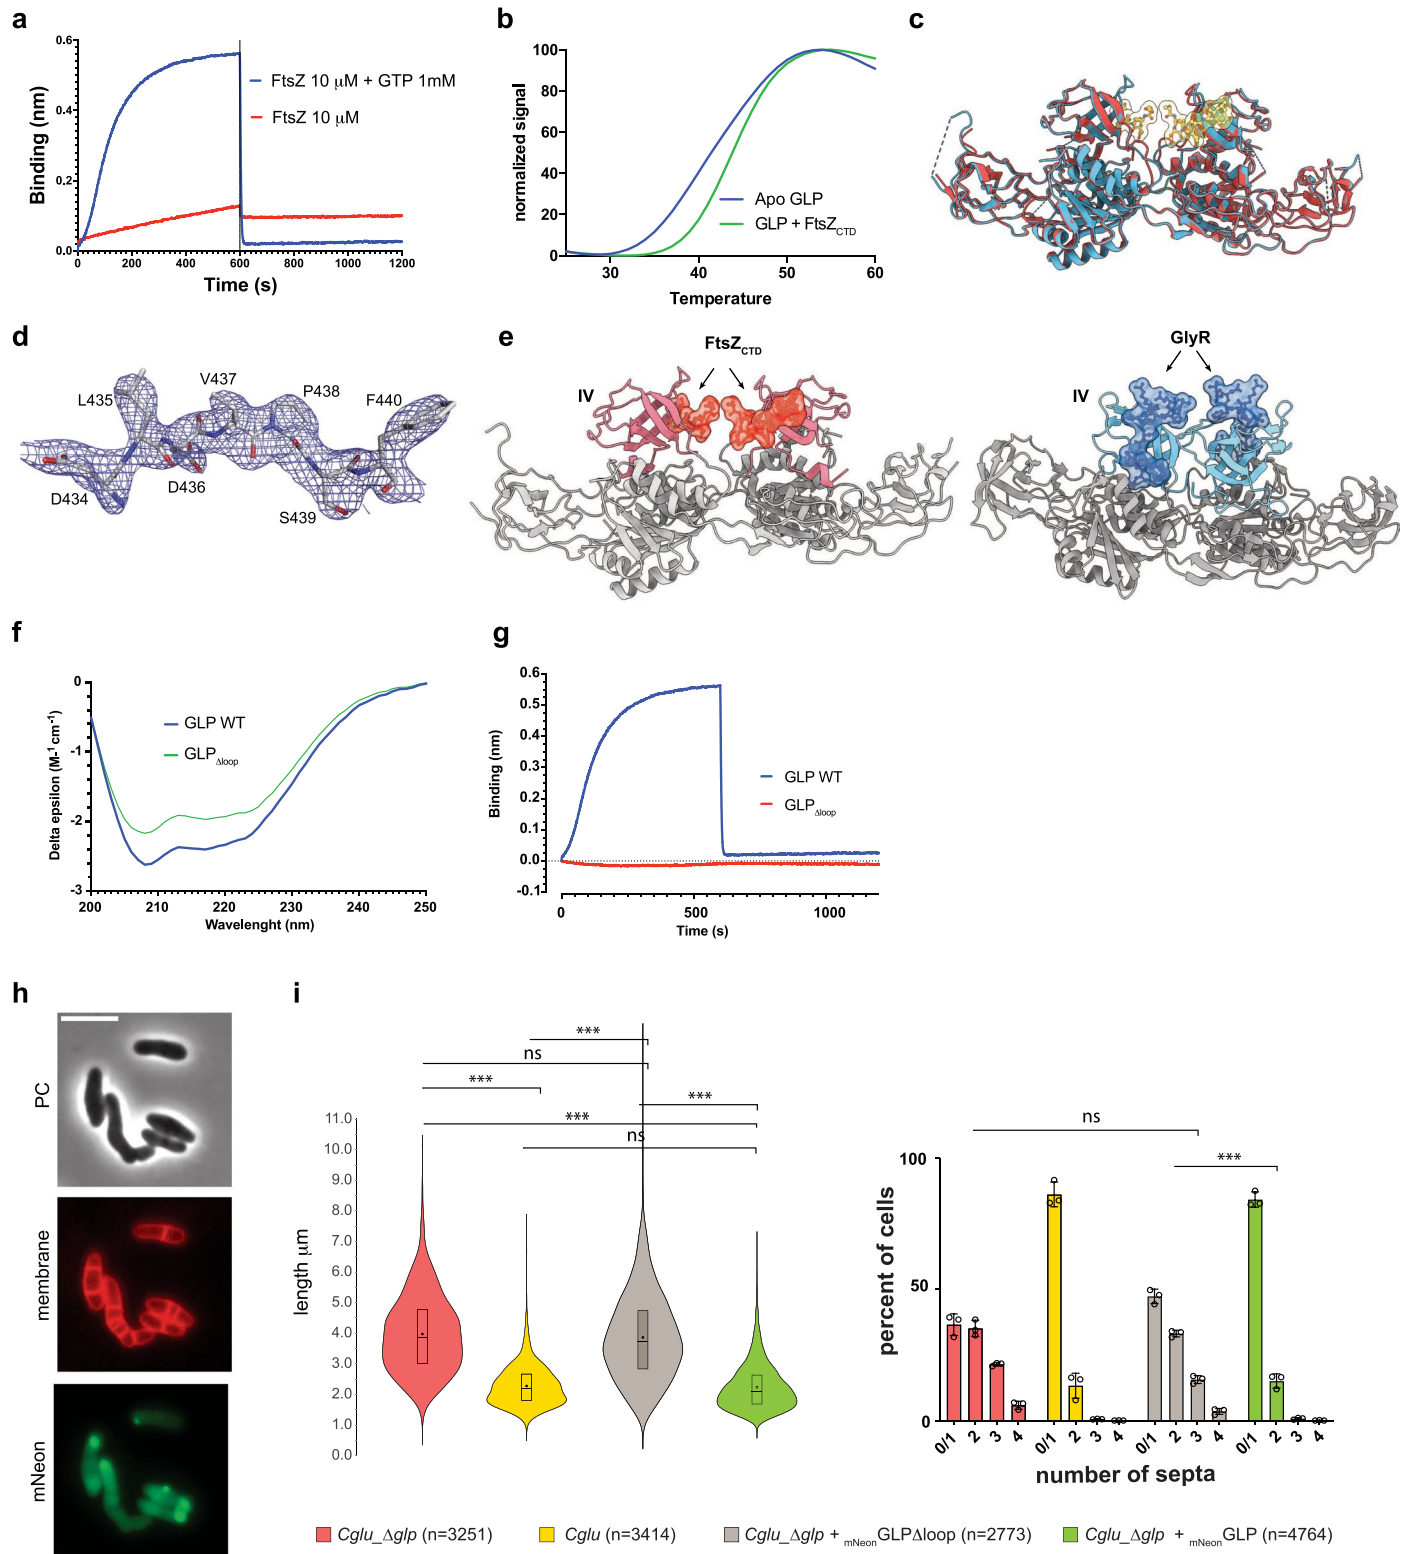 a
0.6
0.4
0.2
0.0
Binding (nm)
0
200
400
600
800
1000
1200
Time (s)
FtsZ 10 μM + GTP 1mM
FtsZ 10 μM
b
100
80
60
40
20
0
normalized signal
30
40
50
60
Temperature
Apo GLP
GLP + FtsZCTD
c
d
L435
V437
P438
F440
D434
D436
S439
e
FtsZCTD
IV
GlyR
IV
f
0
-1
-2
-3
Delta epsilon (M-1 cm-1)
200
210
220
230
240
250
Wavelenght (nm)
GLP WT
GLPΔloop
g
0.6
0.5
0.4
0.3
0.2
0.1
0.0
-0.1
Binding (nm)
0
500
1000
Time (s)
GLP WT
GLPΔloop
h
PC
membrane
mNeon
i
***
ns
***
***
***
ns
11.0
10.0
9.0
8.0
7.0
6.0
5.0
4.0
3.0
2.0
1.0
0.0
length μm
ns
***
100
50
0
percent of cells
0/1 2 3 4 0/1 2 3 4 0/1 2 3 4 0/1 2 3 4
number of septa
Cglu_Δglp (n=3251)
Cglu (n=3414)
Cglu_Δglp + mNeonGLPΔloop (n=2773)
Cglu_Δglp + mNeonGLP (n=4764)